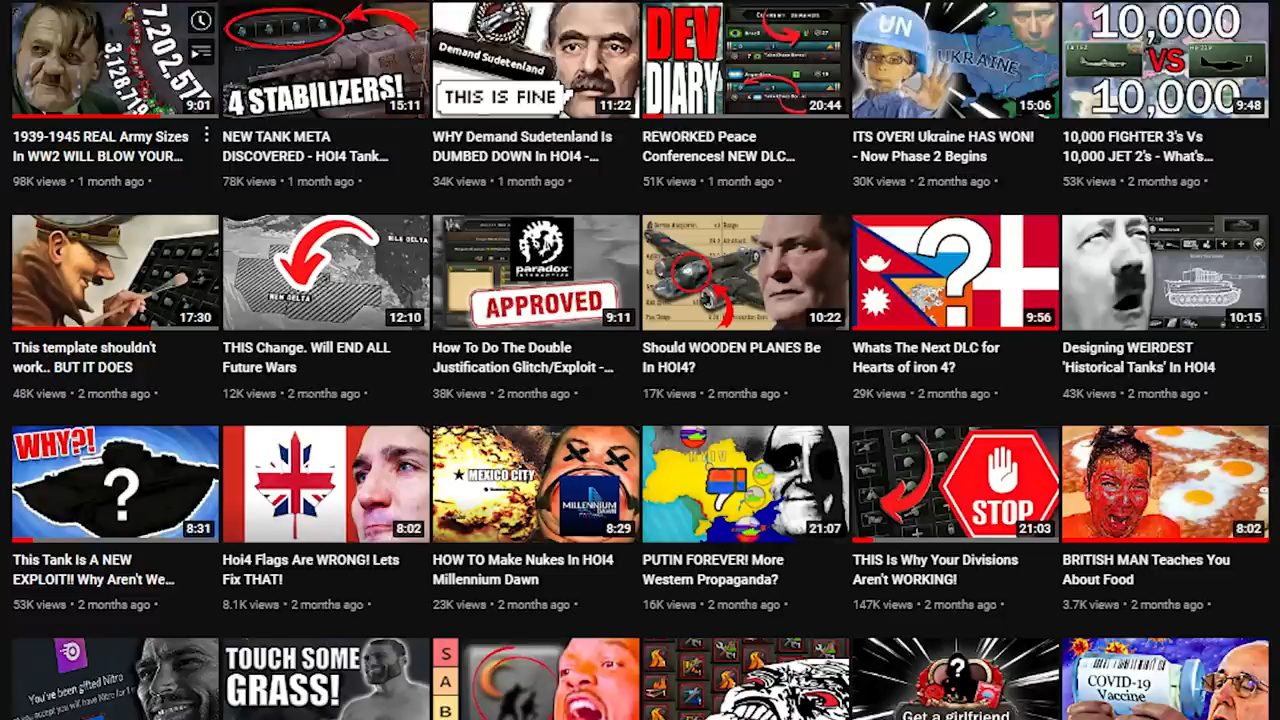 7,202,57
3,128,719
9:01
4 STABILIZERS!
15:11
Demand Sudetenland
THIS IS FINE
11:22
DEV
DIARY
20:44
UN
UKRAINE
15:06
10,000
VS
10,000
9:48
1939-1945 REAL Army Sizes
In WW2 WILL BLOW YOUR...
98K views • 1 month ago •
NEW TANK META
DISCOVERED - HOI4 Tank...
78K views • 1 month ago •
WHY Demand Sudetenland Is
DUMBED DOWN In HOI4 -...
34K views • 1 month ago •
REWORKED Peace
Conferences! NEW DLC...
51K views • 1 month ago •
ITS OVER! Ukraine HAS WON!
- Now Phase 2 Begins
30K views • 2 months ago •
10,000 FIGHTER 3's Vs
10,000 JET 2's - What's...
53K views • 2 months ago •
17:30
NILE DELTA
NEW DELTA
12:10
paradox
INTERACTIVE
APPROVED
9:11
10:22
?
9:56
10:15
This template shouldn't
work.. BUT IT DOES
48K views • 2 months ago •
THIS Change. Will END ALL
Future Wars
12K views • 2 months ago •
How To Do The Double
Justification Glitch/Exploit -...
38K views • 2 months ago •
Should WOODEN PLANES Be
In HOI4?
17K views • 2 months ago •
Whats The Next DLC for
Hearts of iron 4?
29K views • 2 months ago •
Designing WEIRDEST
'Historical Tanks' In HOI4
43K views • 2 months ago •
WHY?!
?
8:31
8:02
MEXICO CITY
MILLENNIUM
DAWN
8:29
KYIV
21:07
STOP
21:03
8:02
This Tank Is A NEW
EXPLOIT!! Why Aren't We...
53K views • 2 months ago •
Hoi4 Flags Are WRONG! Lets
Fix THAT!
8.1K views • 2 months ago •
HOW TO Make Nukes In HOI4
Millennium Dawn
23K views • 2 months ago •
PUTIN FOREVER! More
Western Propaganda?
16K views • 2 months ago •
THIS Is Why Your Divisions
Aren't WORKING!
147K views • 2 months ago •
BRITISH MAN Teaches You
About Food
3.7K views • 2 months ago •
You've been gifted Nitro
TOUCH SOME
GRASS!
S
A
B
?
Get a girlfriend
COVID-19
Vaccine